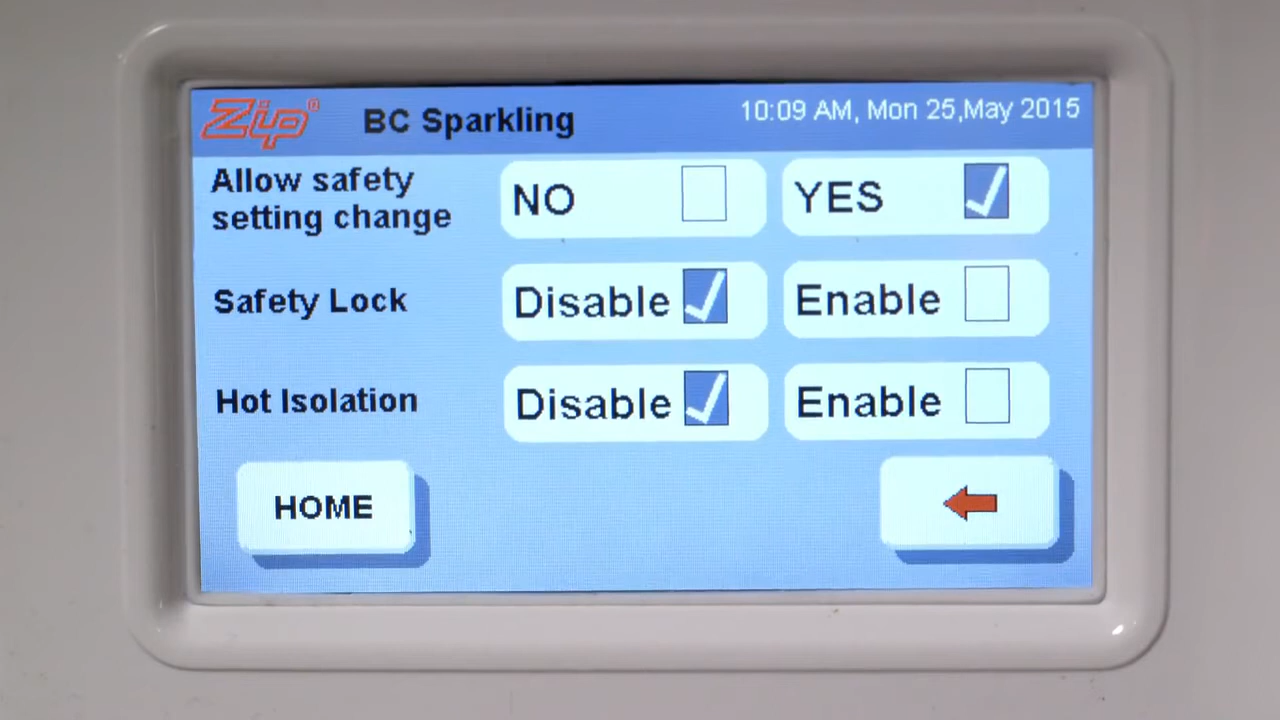 Zip®
BC Sparkling
10:09 AM, Mon 25,May 2015
Allow safety
setting change
NO
YES
Safety Lock
Disable
Enable
Hot Isolation
Disable
Enable
HOME